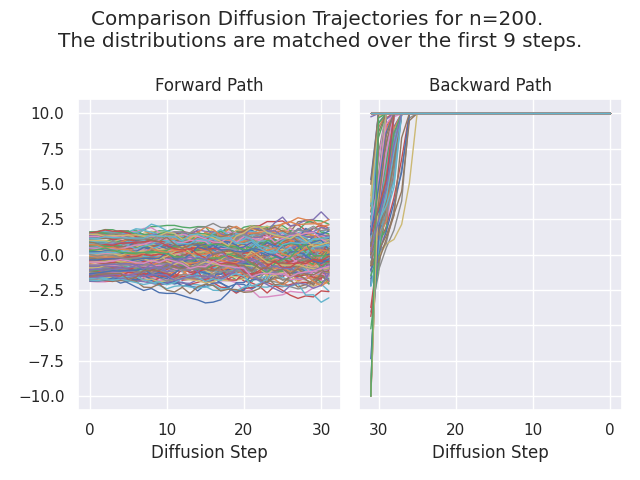 Comparison Diffusion Trajectories for n=200.
The distributions are matched over the first 9 steps.
Forward Path
Backward Path
10.0
7.5
5.0
2.5
0.0
−2.5
−5.0
−7.5
−10.0
0 10 20 30
30 20 10 0
Diffusion Step
Diffusion Step